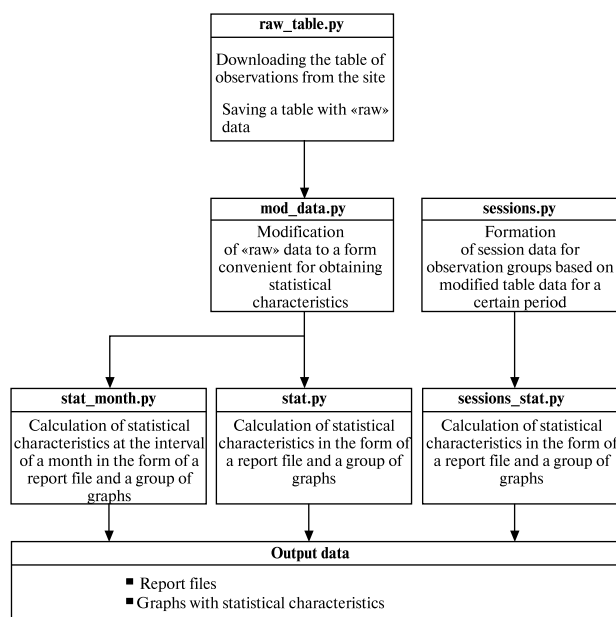 raw_table.py
Downloading the table of
observations from the site
Saving a table with «raw»
data
mod_data.py
Modification
of «raw» data to a form
convenient for obtaining
statistical
characteristics
sessions.py
Formation
of session data for
observation groups based on
modified table data for a
certain period
stat_month.py
Calculation of statistical
characteristics at the interval
of a month in the form of a
report file and a group of
graphs
stat.py
Calculation of statistical
characteristics in the form of
a report file and a group of
graphs
sessions_stat.py
Calculation of statistical
characteristics in the form of
a report file and a group of
graphs
Output data
▪ Report files
▪ Graphs with statistical characteristics